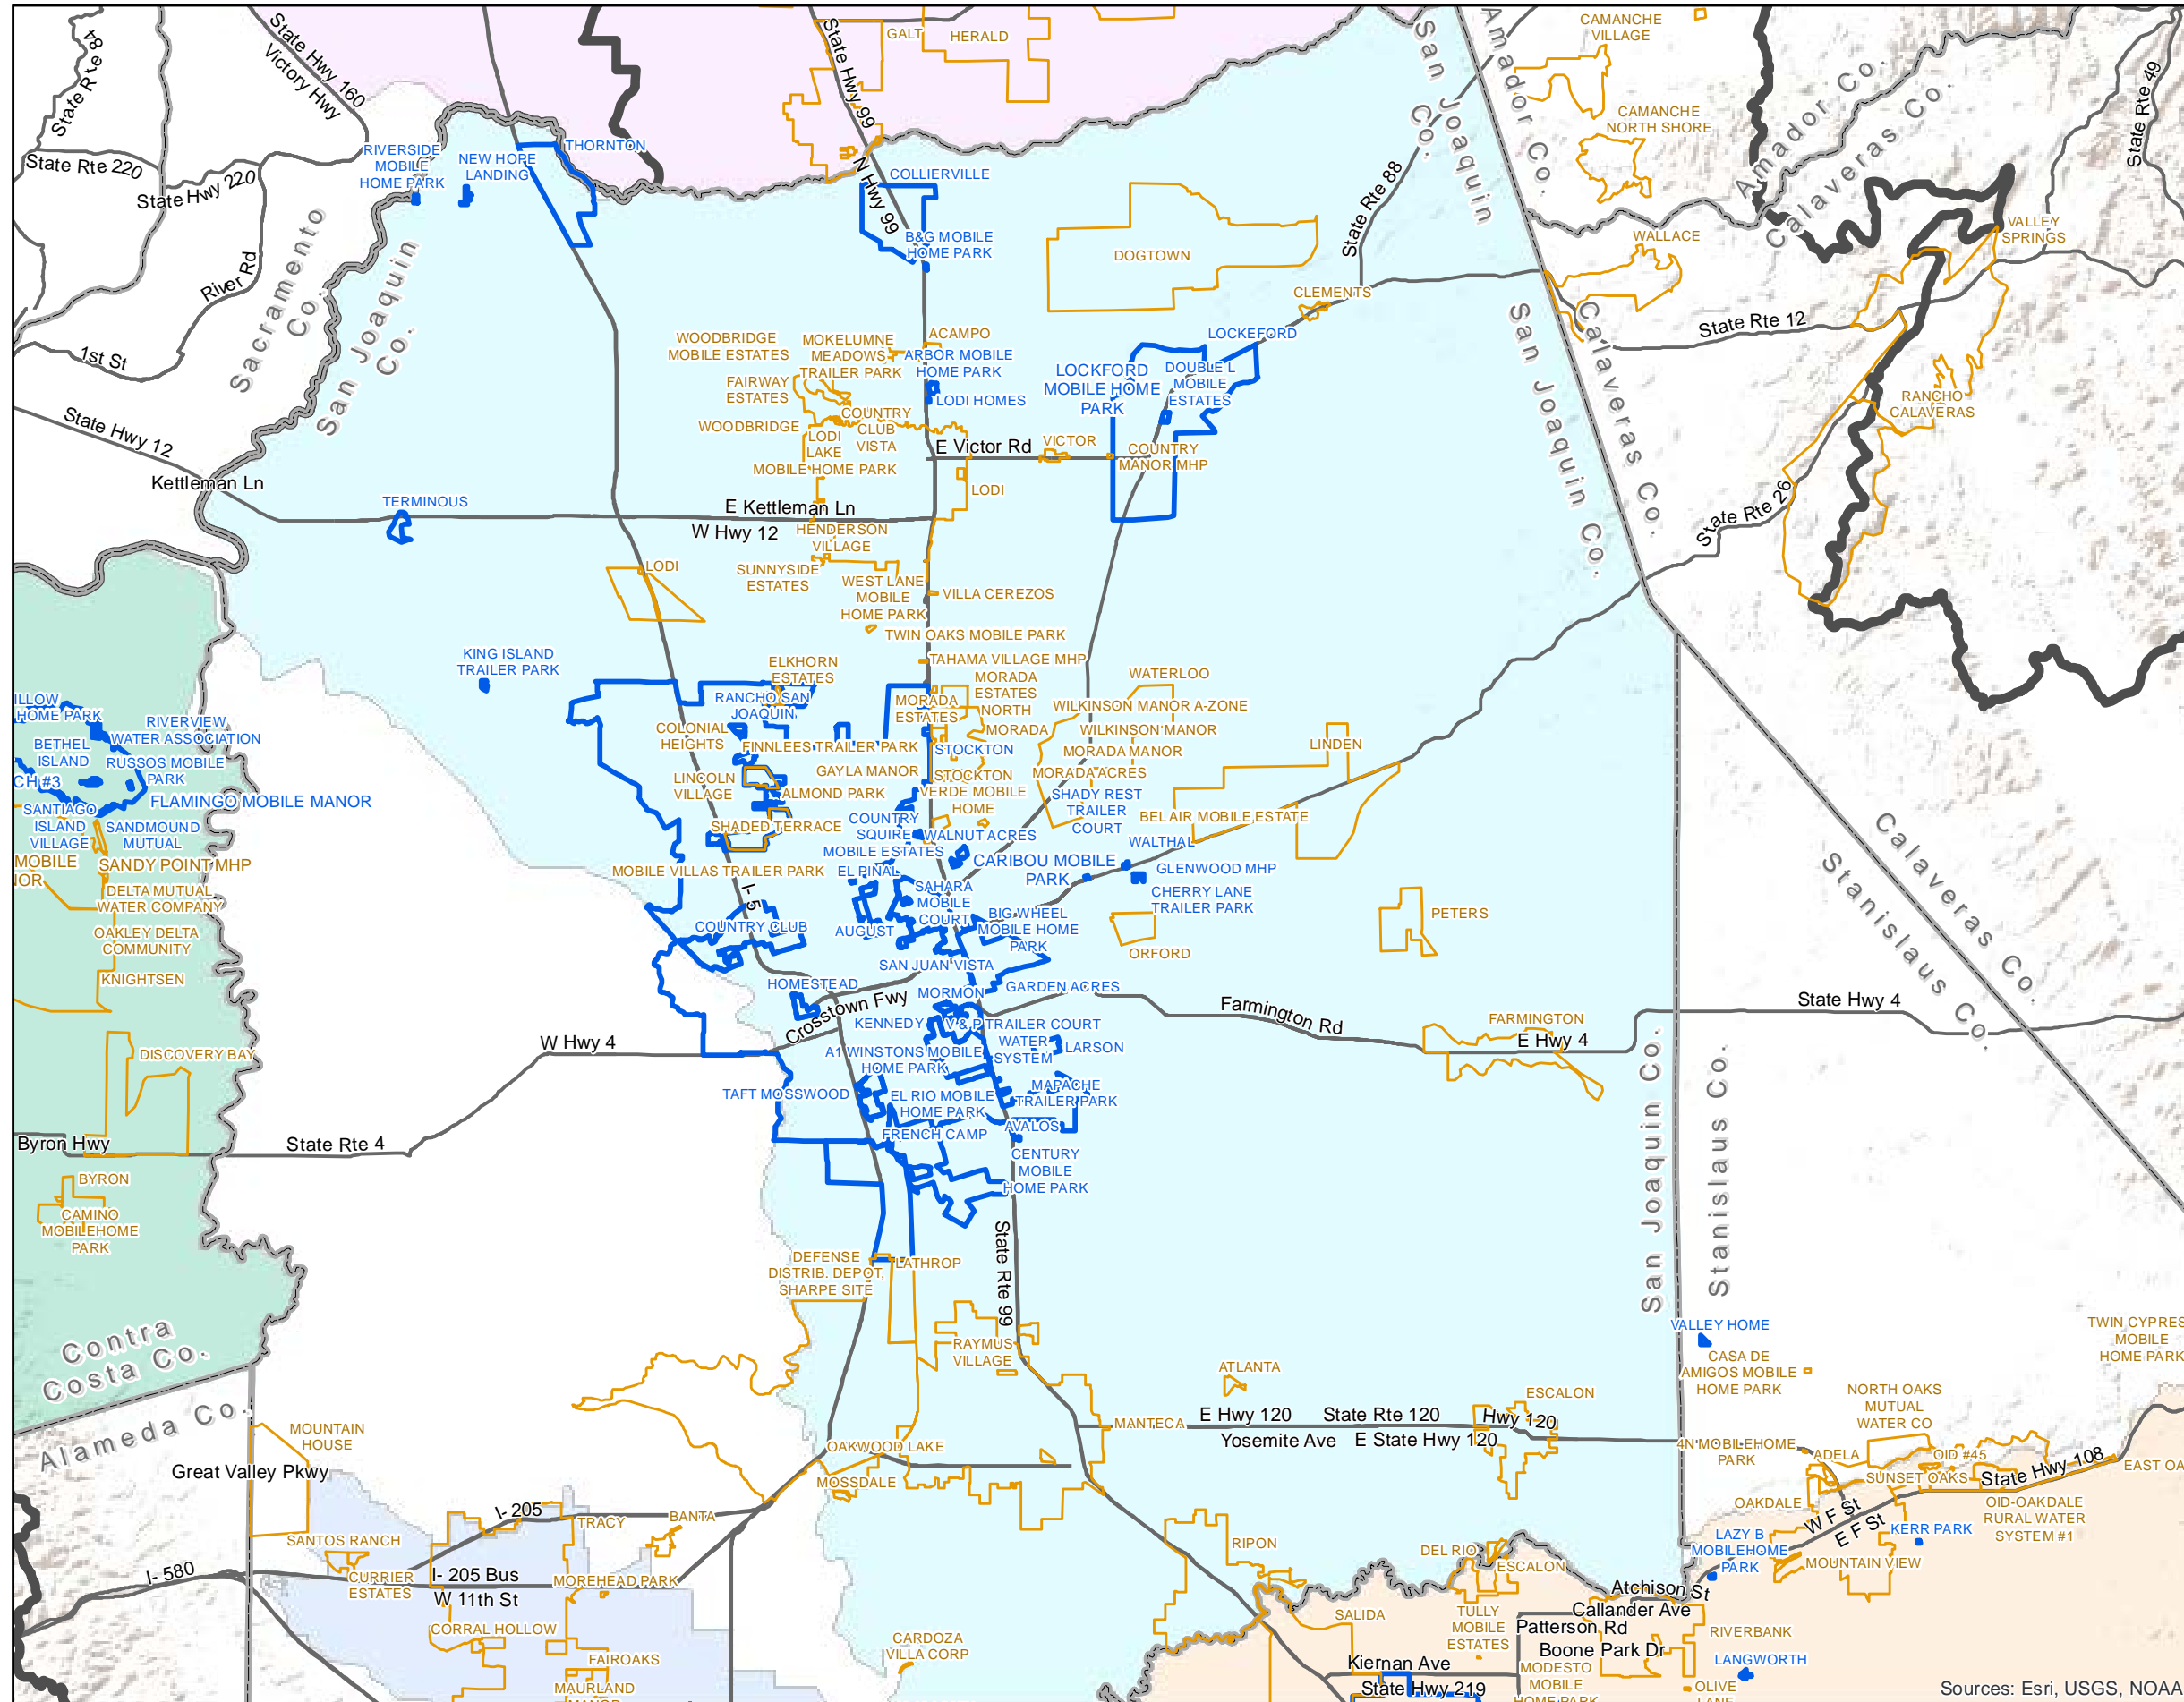 State Rte 84
State Hwy 160
Victory Hwy
State Hwy 99
GALT
HERALD
San Joaquin
Co.
Amador Co.
CAMANCHE
VILLAGE
CAMANCHE
NORTH SHORE
Amador Co.
Calaveras Co.
State Rte 49
State Rte 220
State Hwy 220
RIVERSIDE
MOBILE
HOME PARK
NEW HOPE
LANDING
THORNTON
N Hwy 99
COLLIERVILLE
B&G MOBILE
HOME PARK
DOGTOWN
State Rte 88
WALLACE
VALLEY
SPRINGS
River Rd
Sacramento
Co.
San Joaquin
Co.
CLEMENTS
LOCKEFORD
State Rte 12
1st St
WOODBRIDGE
MOBILE ESTATES
MOKELUMNE
MEADOWS
TRAILER PARK
ACAMPO
ARBOR MOBILE
HOME PARK
LODI HOMES
LOCKFORD
MOBILE HOME
PARK
DOUBLE L
MOBILE
ESTATES
San Joaquin Co.
Calaveras Co.
RANCHO
CALAVERAS
FAIRWAY
ESTATES
WOODBRIDGE
COUNTRY
CLUB
VISTA
LODI
LAKE
MOBILE HOME PARK
E Victor Rd
VICTOR
COUNTRY
MANOR MHP
LODI
State Hwy 12
Kettleman Ln
TERMINOUS
E Kettleman Ln
W Hwy 12
HENDERSON
VILLAGE
State Rte 26
LODI
SUNNYSIDE
ESTATES
WEST LANE
MOBILE
HOME PARK
VILLA CEREZOS
TWIN OAKS MOBILE PARK
TAHAMA VILLAGE MHP
KING ISLAND
TRAILER PARK
ELKHORN
ESTATES
RANCHO SAN
JOAQUIN
MORADA
ESTATES
MORADA
ESTATES
NORTH
MORADA
WATERLOO
WILKINSON MANOR A-ZONE
WILKINSON MANOR
MORADA MANOR
MORADA ACRES
LINDEN
ILLOW
HOME PARK
RIVERVIEW
WATER ASSOCIATION
BETHEL
ISLAND
RUSSOS MOBILE
PARK
CH #3
FLAMINGO MOBILE MANOR
SANTIAGO
ISLAND
VILLAGE
SANDMOUND
MUTUAL
MOBILE
NOR
SANDY POINT MHP
DELTA MUTUAL
WATER COMPANY
OAKLEY DELTA
COMMUNITY
KNIGHTSEN
COLONIAL
HEIGHTS
FINNLEES TRAILER PARK
STOCKTON
LINCOLN
VILLAGE
GAYLA MANOR
ALMOND PARK
STOCKTON
VERDE MOBILE
HOME
SHADED TERRACE
COUNTRY
SQUIRE
MOBILE ESTATES
WALNUT ACRES
SHADY REST
TRAILER
COURT
BEL AIR MOBILE ESTATE
WALTHAL
MOBILE VILLAS TRAILER PARK
EL PINAL
CARIBOU MOBILE
PARK
GLENWOOD MHP
CHERRY LANE
TRAILER PARK
I-5
SAHARA
MOBILE
COURT
BIG WHEEL
MOBILE HOME
PARK
COUNTRY CLUB
AUGUST
ORFORD
PETERS
SAN JUAN VISTA
HOMESTEAD
Crosstown Fwy
MORMON
GARDEN ACRES
Farmington Rd
FARMINGTON
E Hwy 4
State Hwy 4
Calaveras Co.
Stanislaus Co.
KENNEDY
V & P TRAILER COURT
WATER
SYSTEM
LARSON
W Hwy 4
DISCOVERY BAY
A1 WINSTONS MOBILE
HOME PARK
TAFT MOSSWOOD
EL RIO MOBILE
HOME PARK
MAPACHE
TRAILER PARK
FRENCH CAMP
AVALOS
CENTURY
MOBILE
HOME PARK
Byron Hwy
State Rte 4
BYRON
CAMINO
MOBILEHOME
PARK
San Joaquin Co.
Stanislaus Co.
State Rte 99
DEFENSE
DISTRIB. DEPOT,
SHARPE SITE
LATHROP
Contra
Costa Co.
Alameda Co.
RAYMUS
VILLAGE
ATLANTA
ESCALON
VALLEY HOME
CASA DE
AMIGOS MOBILE
HOME PARK
TWIN CYPRES
MOBILE
HOME PARK
NORTH OAKS
MUTUAL
WATER CO
MANTECA
E Hwy 120
State Rte 120
Hwy 120
Yosemite Ave
E State Hwy 120
MOUNTAIN
HOUSE
Great Valley Pkwy
OAKWOOD LAKE
MOSSDALE
4N MOBILEHOME
PARK
ADELA
OID #45
SUNSET OAKS
State Hwy 108
EAST OA
OAKDALE
W F St
E F St
OID-OAKDALE
RURAL WATER
SYSTEM #1
KERR PARK
LAZY B
MOBILEHOME
PARK
MOUNTAIN VIEW
I- 205
TRACY
BANTA
SANTOS RANCH
CURRIER
ESTATES
I- 580
I- 205 Bus
W 11th St
MOREHEAD PARK
RIPON
DEL RIO
ESCALON
Atchison St
Callander Ave
Patterson Rd
Boone Park Dr
SALIDA
TULLY
MOBILE
ESTATES
RIVERBANK
CORRAL HOLLOW
CARDOZA
VILLA CORP
FAIROAKS
MAURLAND
Kiernan Ave
State Hwy 219
MODESTO
MOBILE
HOME PARK
LANGWORTH
OLIVE
LANE
Sources: Esri, USGS, NOAA